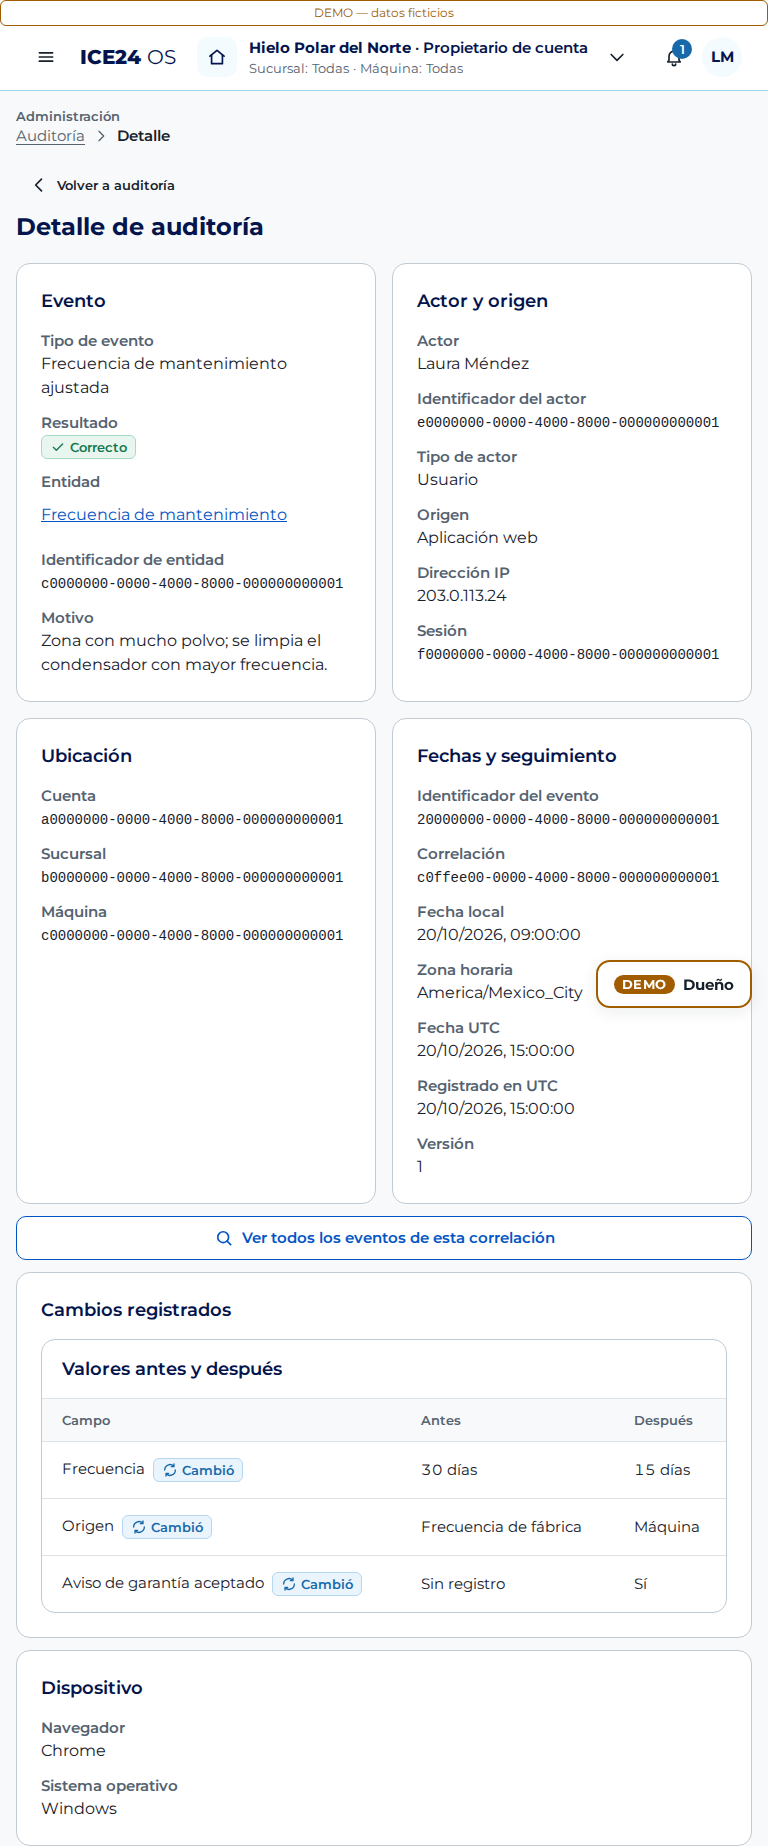 DEMO — datos ficticios
ICE24 OS
Hielo Polar del Norte · Propietario de cuenta
Sucursal: Todas · Máquina: Todas
1
LM
Administración
Auditoría > Detalle
Volver a auditoría
Detalle de auditoría
Evento
Tipo de evento
Frecuencia de mantenimiento
ajustada
Resultado
Correcto
Entidad
Frecuencia de mantenimiento
Identificador de entidad
c0000000-0000-4000-8000-000000000001
Motivo
Zona con mucho polvo; se limpia el
condensador con mayor frecuencia.
Actor y origen
Actor
Laura Méndez
Identificador del actor
e0000000-0000-4000-8000-000000000001
Tipo de actor
Usuario
Origen
Aplicación web
Dirección IP
203.0.113.24
Sesión
f0000000-0000-4000-8000-000000000001
Ubicación
Cuenta
a0000000-0000-4000-8000-000000000001
Sucursal
b0000000-0000-4000-8000-000000000001
Máquina
c0000000-0000-4000-8000-000000000001
Fechas y seguimiento
Identificador del evento
20000000-0000-4000-8000-000000000001
Correlación
c0ffee00-0000-4000-8000-000000000001
Fecha local
20/10/2026, 09:00:00
Zona horaria
America/Mexico_City
DEMO Dueño
Fecha UTC
20/10/2026, 15:00:00
Registrado en UTC
20/10/2026, 15:00:00
Versión
1
Ver todos los eventos de esta correlación
Cambios registrados
Valores antes y después
Campo Antes Después
Frecuencia Cambió 30 días 15 días
Origen Cambió Frecuencia de fábrica Máquina
Aviso de garantía aceptado Cambió Sin registro Sí
Dispositivo
Navegador
Chrome
Sistema operativo
Windows